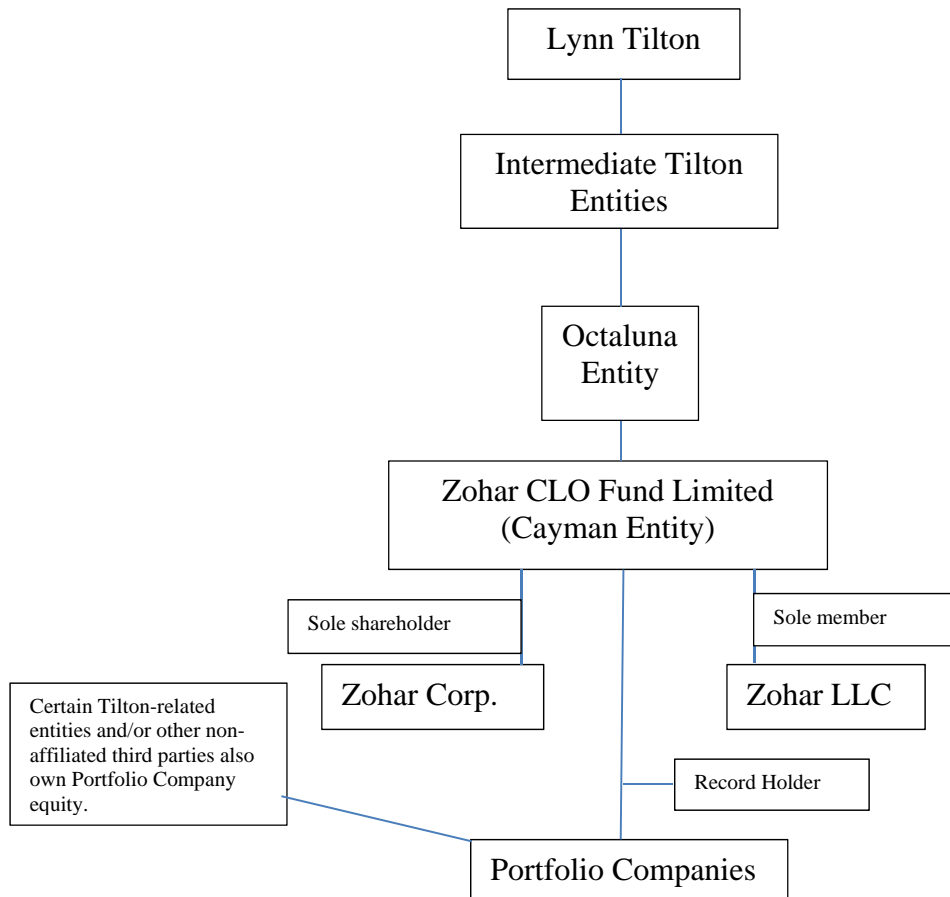 Lynn Tilton
Intermediate Tilton
Entities
Octaluna
Entity
Zohar CLO Fund Limited
(Cayman Entity)
Sole shareholder
Sole member
Zohar Corp.
Zohar LLC
Certain Tilton-related
entities and/or other non-
affiliated third parties also
own Portfolio Company
equity.
Record Holder
Portfolio Companies